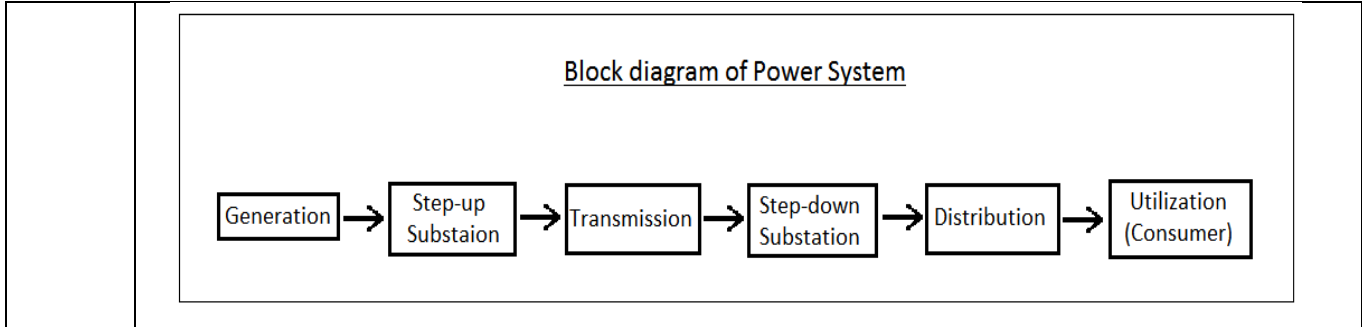 Block diagram of Power System
Generation
Step-up
Substaion
Transmission
Step-down
Substation
Distribution
Utilization
(Consumer)